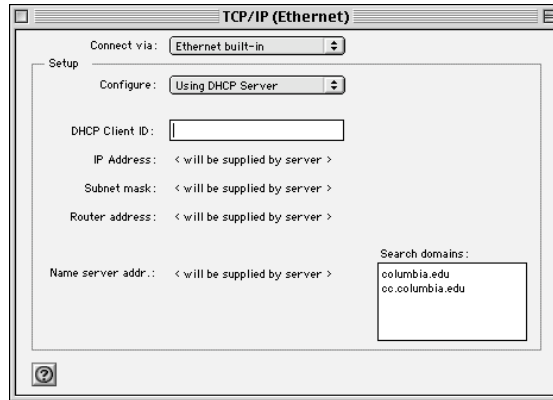 TCP/IP (Ethernet)
Connect via: Ethernet built-in
Setup
Configure: Using DHCP Server
DHCP Client ID:
IP Address: < will be supplied by server >
Subnet mask: < will be supplied by server >
Router address: < will be supplied by server >
Search domains:
Name server addr.: < will be supplied by server >
columbia.edu
cc.columbia.edu
?